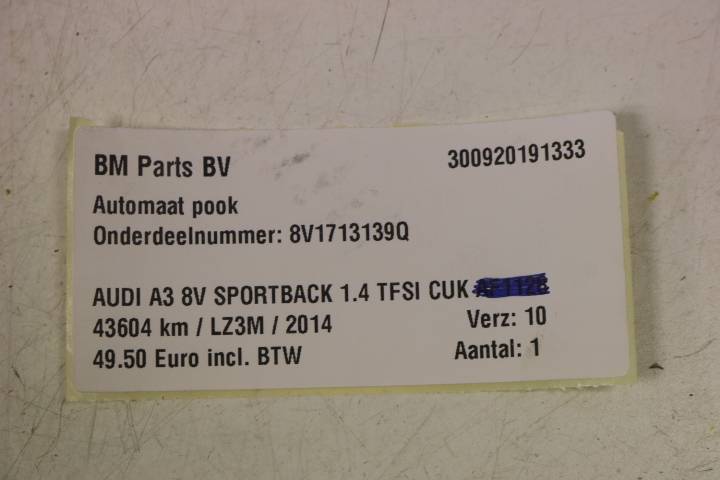 BM Parts BV 300920191333
Automaat pook
Onderdeelnummer: 8V1713139Q
AUDI A3 8V SPORTBACK 1.4 TFSI CUK
43604 km / LZ3M / 2014 Verz: 10
49.50 Euro incl. BTW Aantal: 1